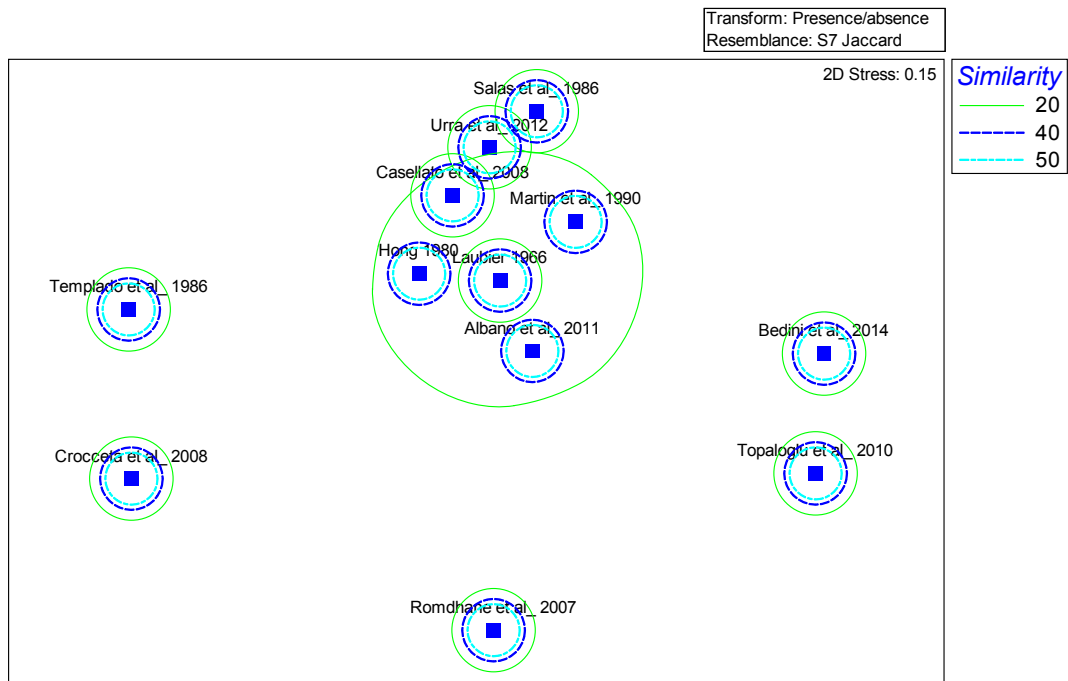 Transform: Presence/absence
Resemblance: S7 Jaccard
2D Stress: 0.15
Similarity
20
40
50
Salas et al_ 1986
Urra et al_ 2012
Casellato et al_ 2008
Martin et al_ 1990
Hong 1980
Laubier 1966
Templado et al_ 1986
Albano et al_ 2011
Bedini et al_ 2014
Crocceta et al_ 2008
Topaloglu et al_ 2010
Romdhane et al_ 2007